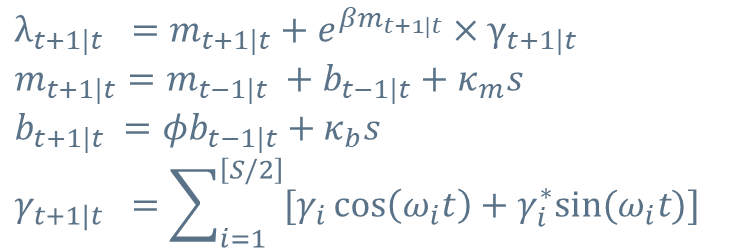 λ_{t+1|t} = m_{t+1|t} + e^{βm_{t+1|t}} × γ_{t+1|t}
m_{t+1|t} = m_{t−1|t} + b_{t−1|t} + κ_m s
b_{t+1|t} = ϕb_{t−1|t} + κ_b s
γ_{t+1|t} = ∑_{i=1}^{[S/2]} [γ_i cos(ω_i t) + γ_i^* sin(ω_i t)]